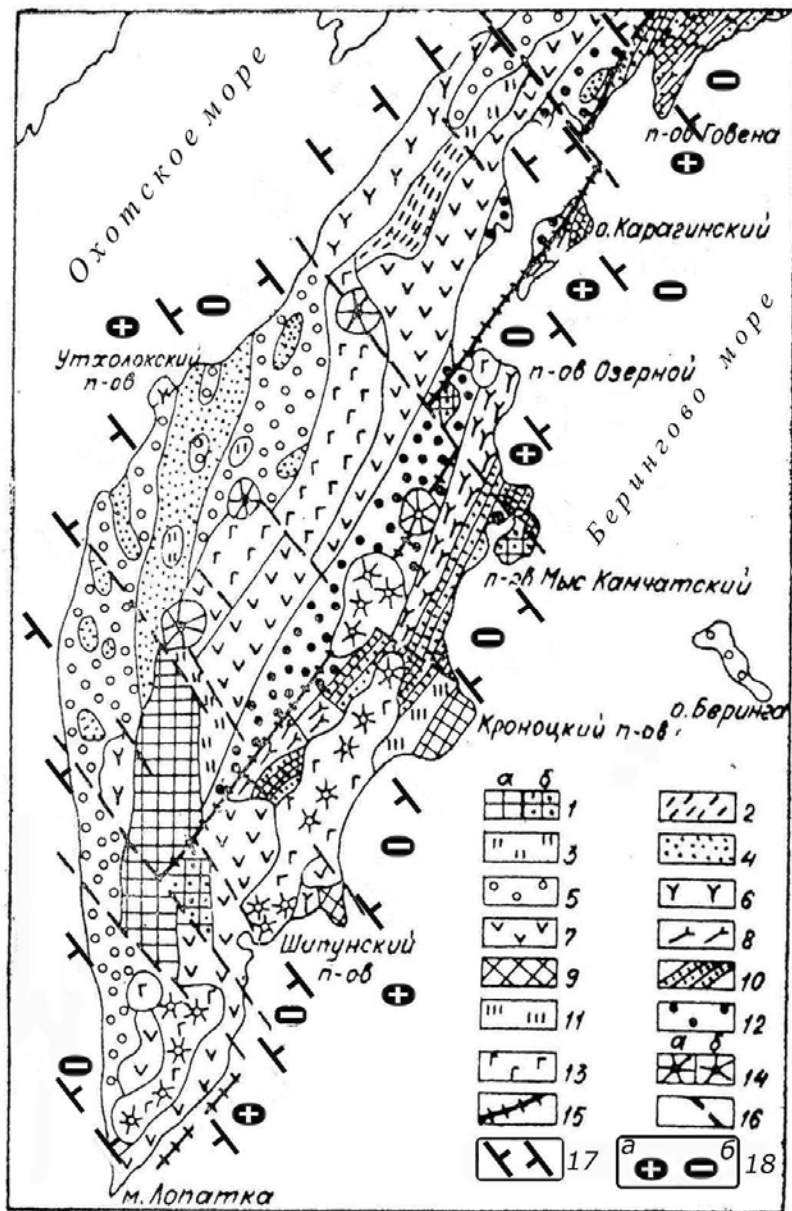 п-ов Говена
Охотское море
о. Карагинский
Утхолокский
п-ов
п-ов Озерной
Берингово море
п-ов Мыс Камчатский
о. Беринга
Кроноцкий п-ов
Шипунский
п-ов
м. Лопатка
а б
1
2
3
4
5
6
7
8
9
10
11
12
13
а б
14
15
16
17
а б
18